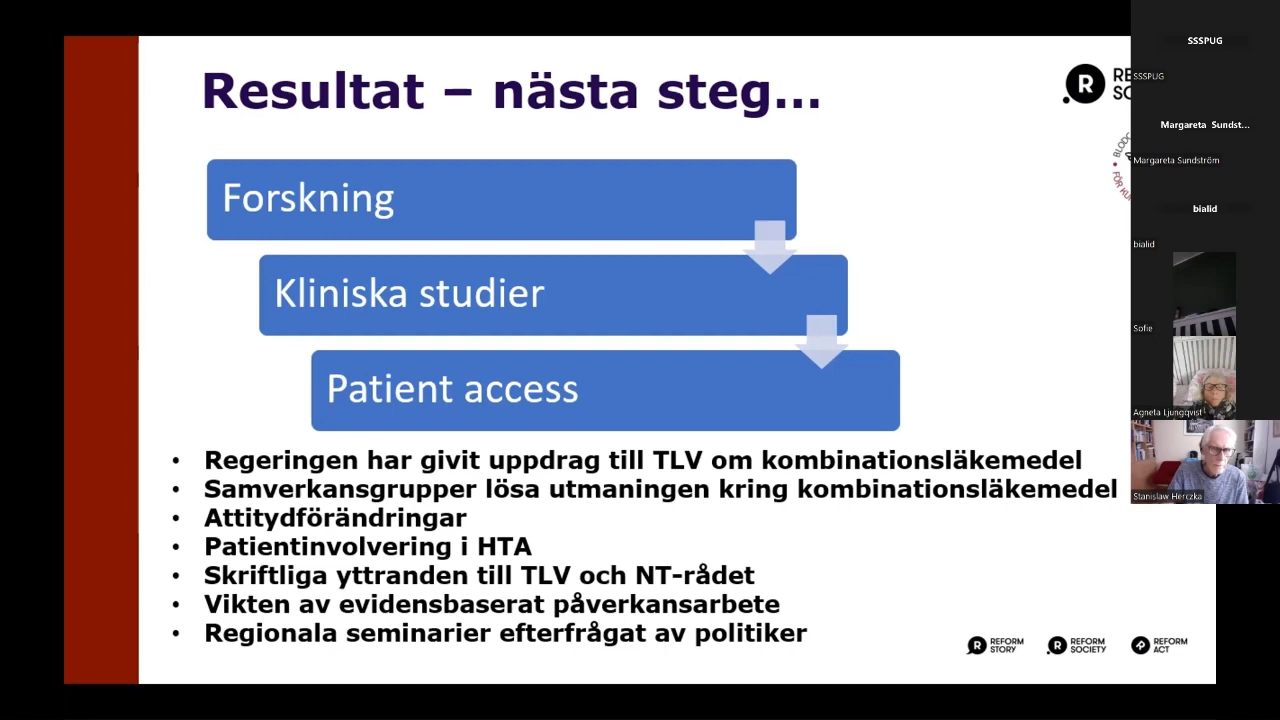 Resultat – nästa steg...
Forskning
Kliniska studier
Patient access
• Regeringen har givit uppdrag till TLV om kombinationsläkemedel
• Samverkansgrupper lösa utmaningen kring kombinationsläkemedel
• Attitydförändringar
• Patientinvolvering i HTA
• Skriftliga yttranden till TLV och NT-rådet
• Vikten av evidensbaserat påverkansarbete
• Regionala seminarier efterfrågat av politiker
R
R REFORM STORY
R REFORM SOCIETY
REFORM ACT
SSSPUG
SSSPUG
Margareta Sundst...
Margareta Sundström
bialid
bialid
Sofie
Agneta Ljungqvist
Stanislaw Herczka